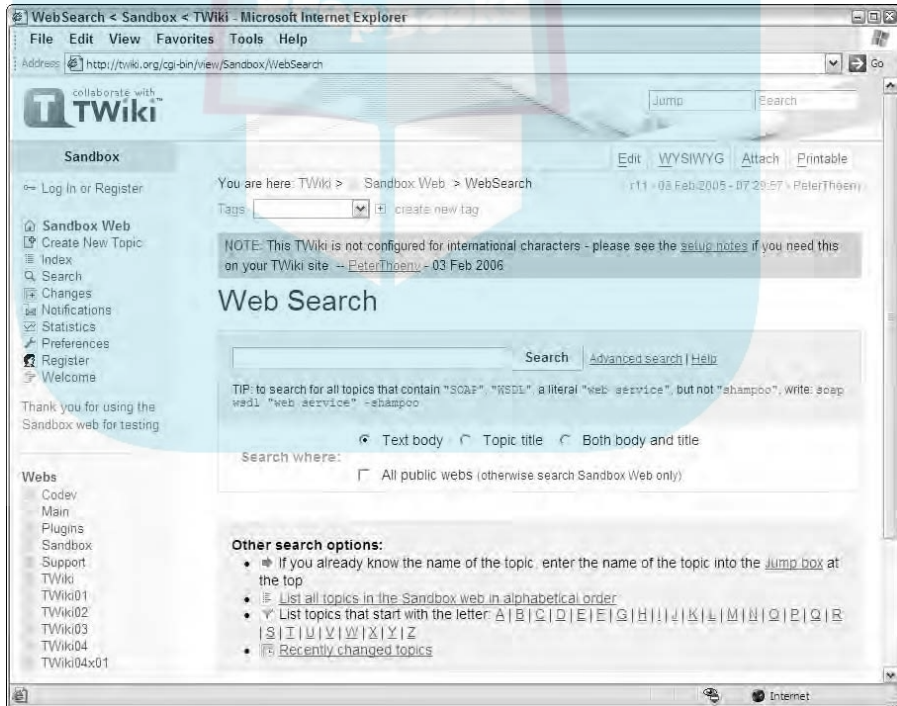 WebSearch < Sandbox < TWiki - Microsoft Internet Explorer
File Edit View Favorites Tools Help
Address http://twiki.org/cgi-bin/view/Sandbox/WebSearch Go
collaborate with
TWiki™
Jump Search
Sandbox
Edit WYSIWYG Attach Printable
Log In or Register
You are here: TWiki > Sandbox Web > WebSearch
r11 - 03 Feb 2005 - 07:29:57 - PeterThoeny
Tags: create new tag
Sandbox Web
Create New Topic
Index
Search
Changes
Notifications
Statistics
Preferences
Register
Welcome
Thank you for using the
Sandbox web for testing
Webs
Codev
Main
Plugins
Sandbox
Support
TWiki
TWiki01
TWiki02
TWiki03
TWiki04
TWiki04x01
NOTE: This TWiki is not configured for international characters - please see the setup notes if you need this
on your TWiki site. -- PeterThoeny - 03 Feb 2006
Web Search
Search Advanced search | Help
TIP: to search for all topics that contain "SOAP", "WSDL", a literal "web service", but not "shampoo", write: soap
wsdl "web service" -shampoo
Search where:
Text body Topic title Both body and title
All public webs (otherwise search Sandbox Web only)
Other search options:
• If you already know the name of the topic, enter the name of the topic into the Jump box at
the top
• List all topics in the Sandbox web in alphabetical order
• List topics that start with the letter: A | B | C | D | E | F | G | H | I | J | K | L | M | N | O | P | Q | R
| S | T | U | V | W | X | Y | Z
• Recently changed topics
Internet